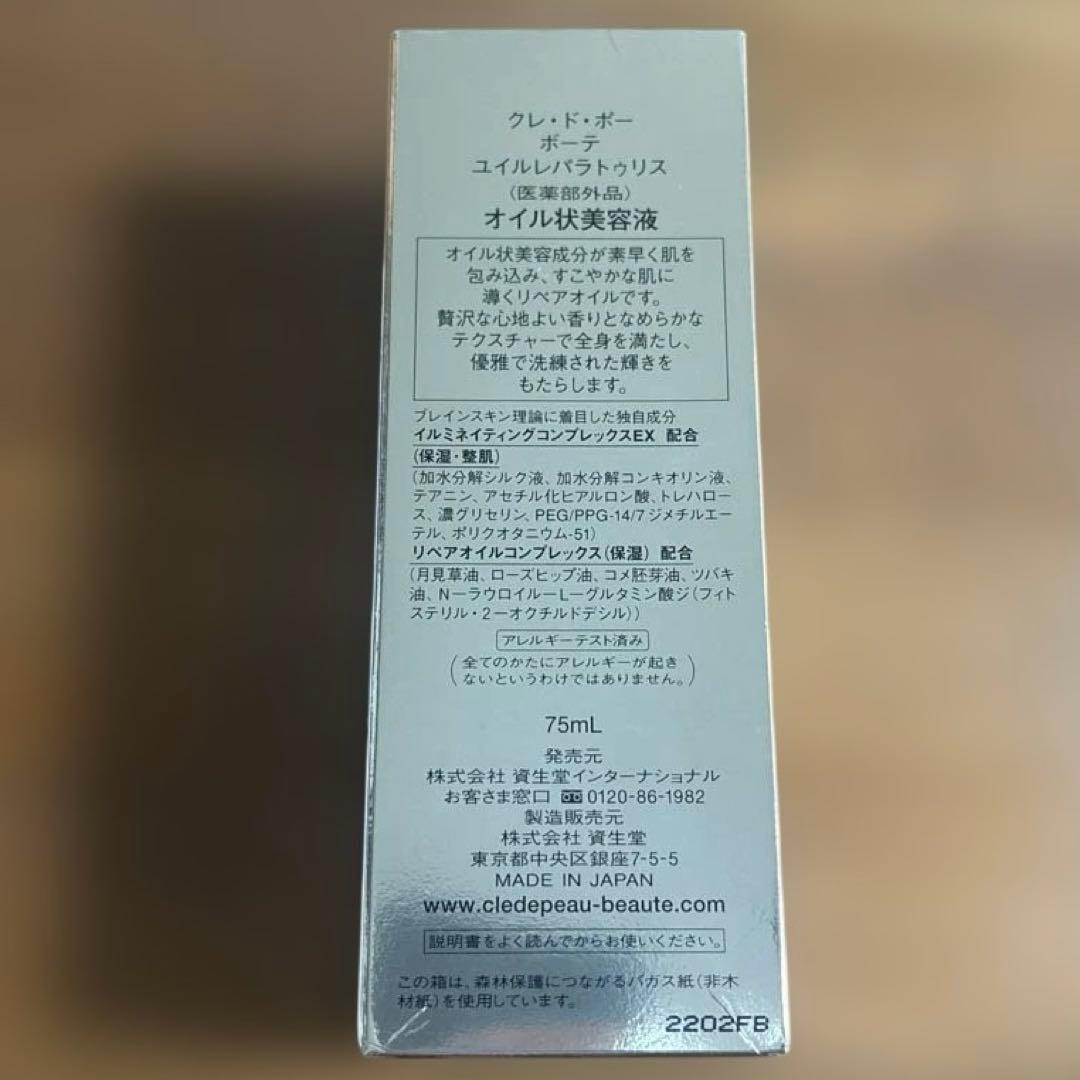 クレ・ド・ポー
ボーテ
ユイルレパラトゥリス
（医薬部外品）
オイル状美容液
オイル状美容成分が素早く肌を
包み込み、すこやかな肌に
導くリペアオイルです。
贅沢な心地よい香りとなめらかな
テクスチャーで全身を満たし、
優雅で洗練された輝きを
もたらします。
ブレインスキン理論に着目した独自成分
イルミネイティングコンプレックスEX 配合
（保湿・整肌）
（加水分解シルク液、加水分解コンキオリン液、
テアニン、アセチル化ヒアルロン酸、トレハロー
ス、濃グリセリン、PEG/PPG-14/7 ジメチルエー
テル、ポリクオタニウム-51）
リペアオイルコンプレックス（保湿）配合
（月見草油、ローズヒップ油、コメ胚芽油、ツバキ
油、NーラウロイルーLーグルタミン酸ジ（フィト
ステリル・2ーオクチルドデシル））
アレルギーテスト済み
（全てのかたにアレルギーが起き
ないというわけではありません。）
75mL
発売元
株式会社 資生堂インターナショナル
お客さま窓口 0120-86-1982
製造販売元
株式会社 資生堂
東京都中央区銀座7-5-5
MADE IN JAPAN
www.cledepeau-beaute.com
説明書をよく読んでからお使いください。
この箱は、森林保護につながるバガス紙（非木
材紙）を使用しています。
2202FB